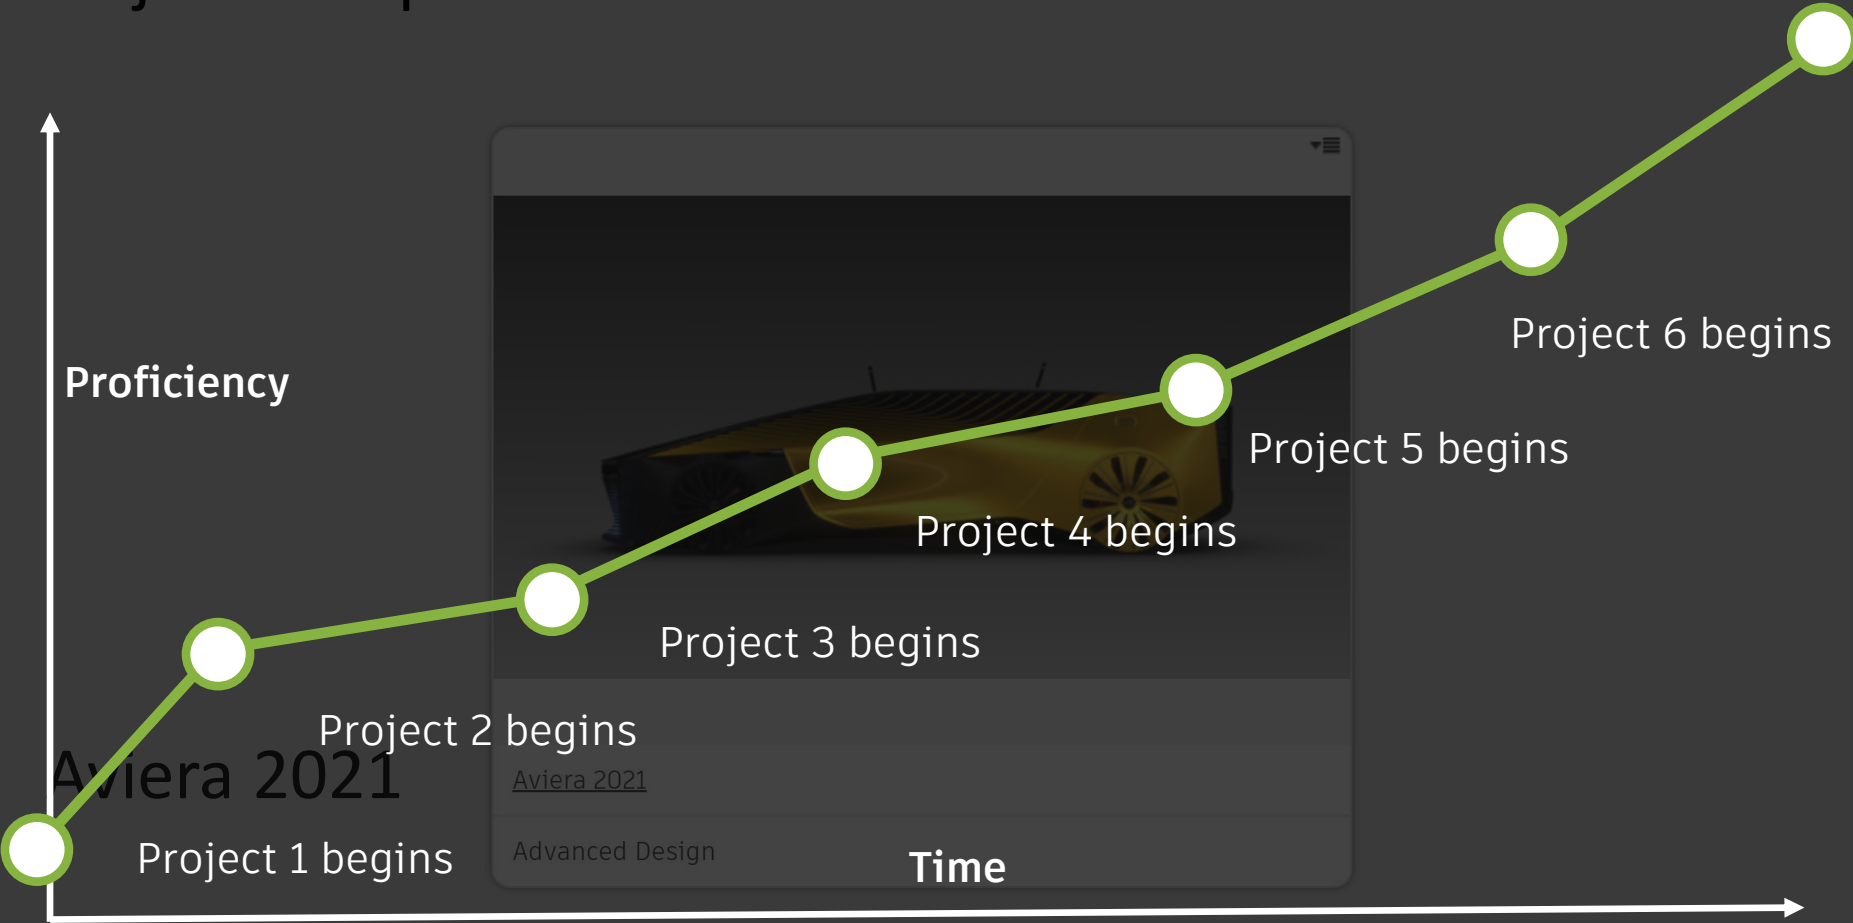 Proficiency
Project 6 begins
Project 5 begins
Project 4 begins
Project 3 begins
Project 2 begins
Aviera 2021
Aviera 2021
Project 1 begins
Advanced Design
Time